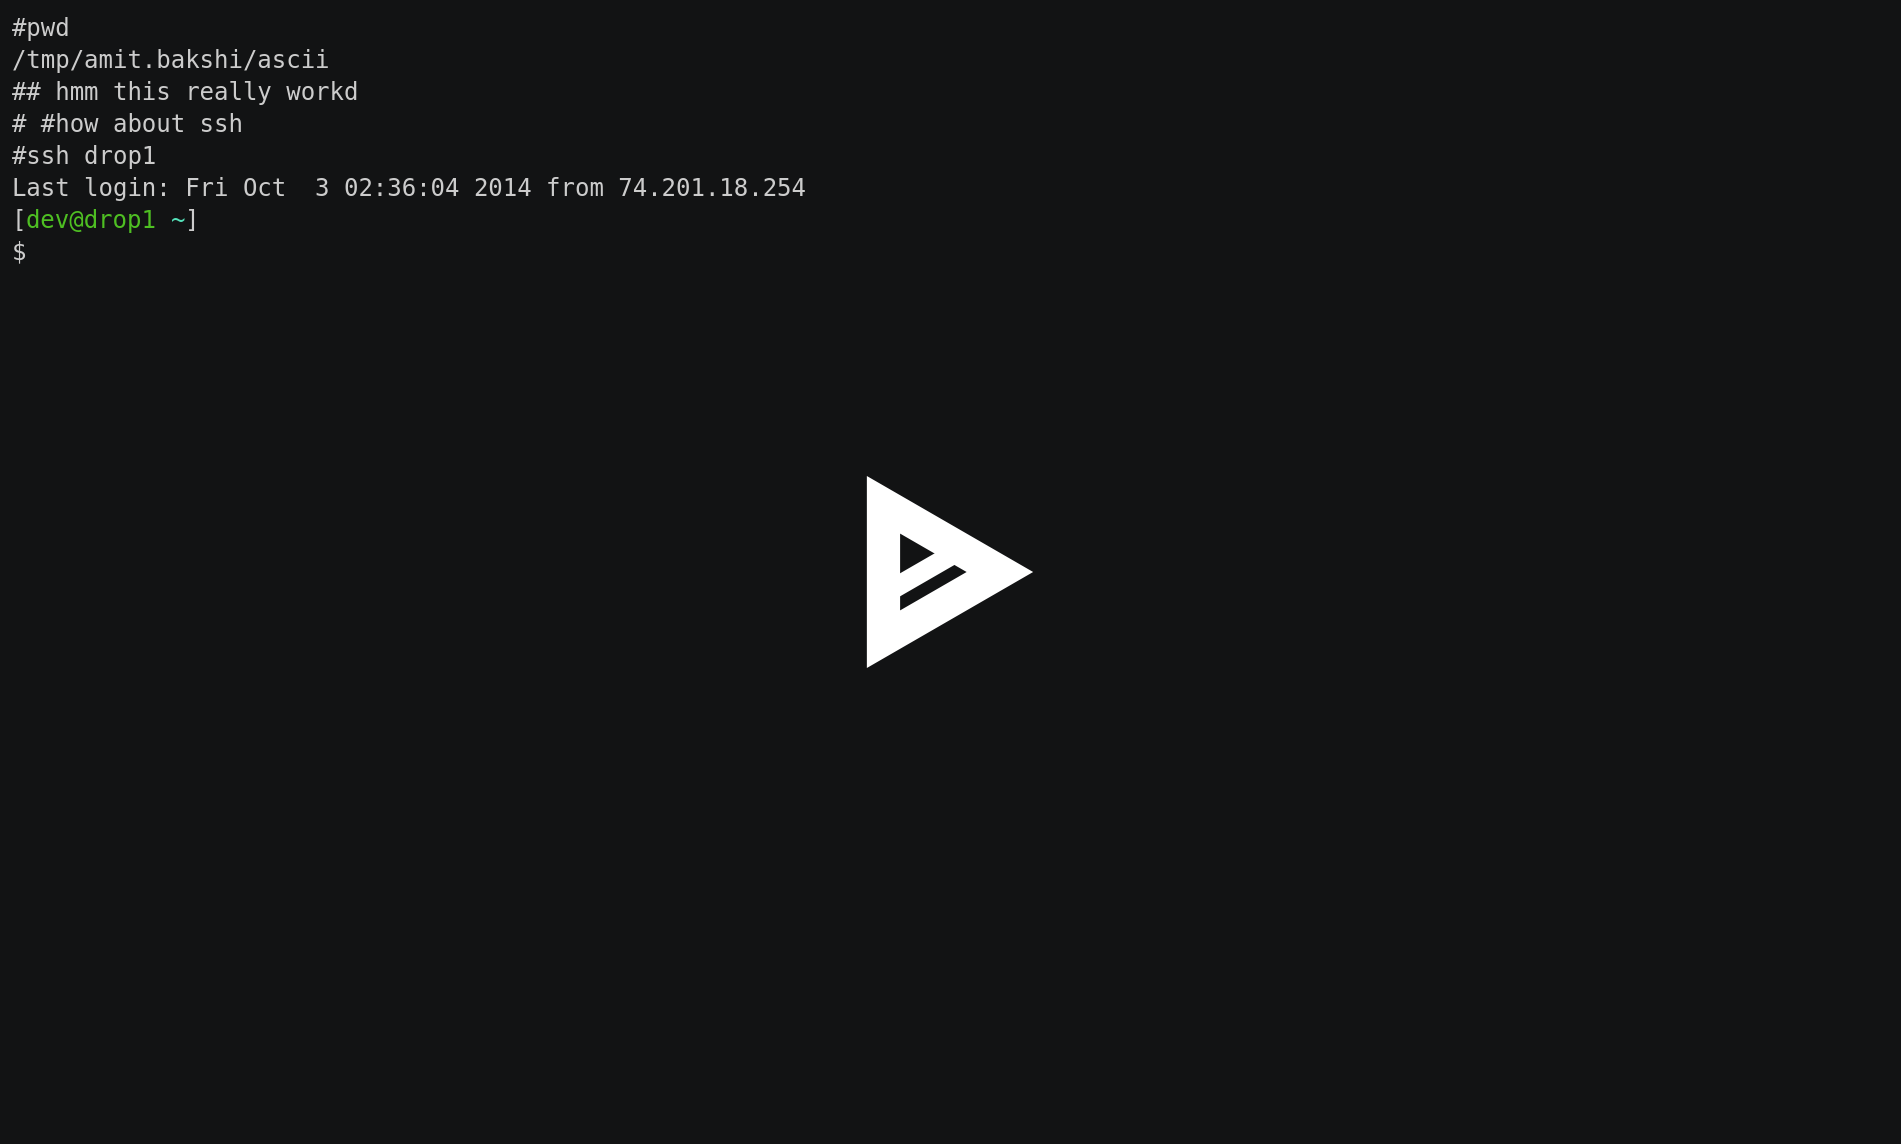 #pwd
/tmp/amit.bakshi/ascii
## hmm this really workd
# #how about ssh
#ssh drop1
Last login: Fri Oct  3 02:36:04 2014 from 74.201.18.254
[dev@drop1 ~]
$